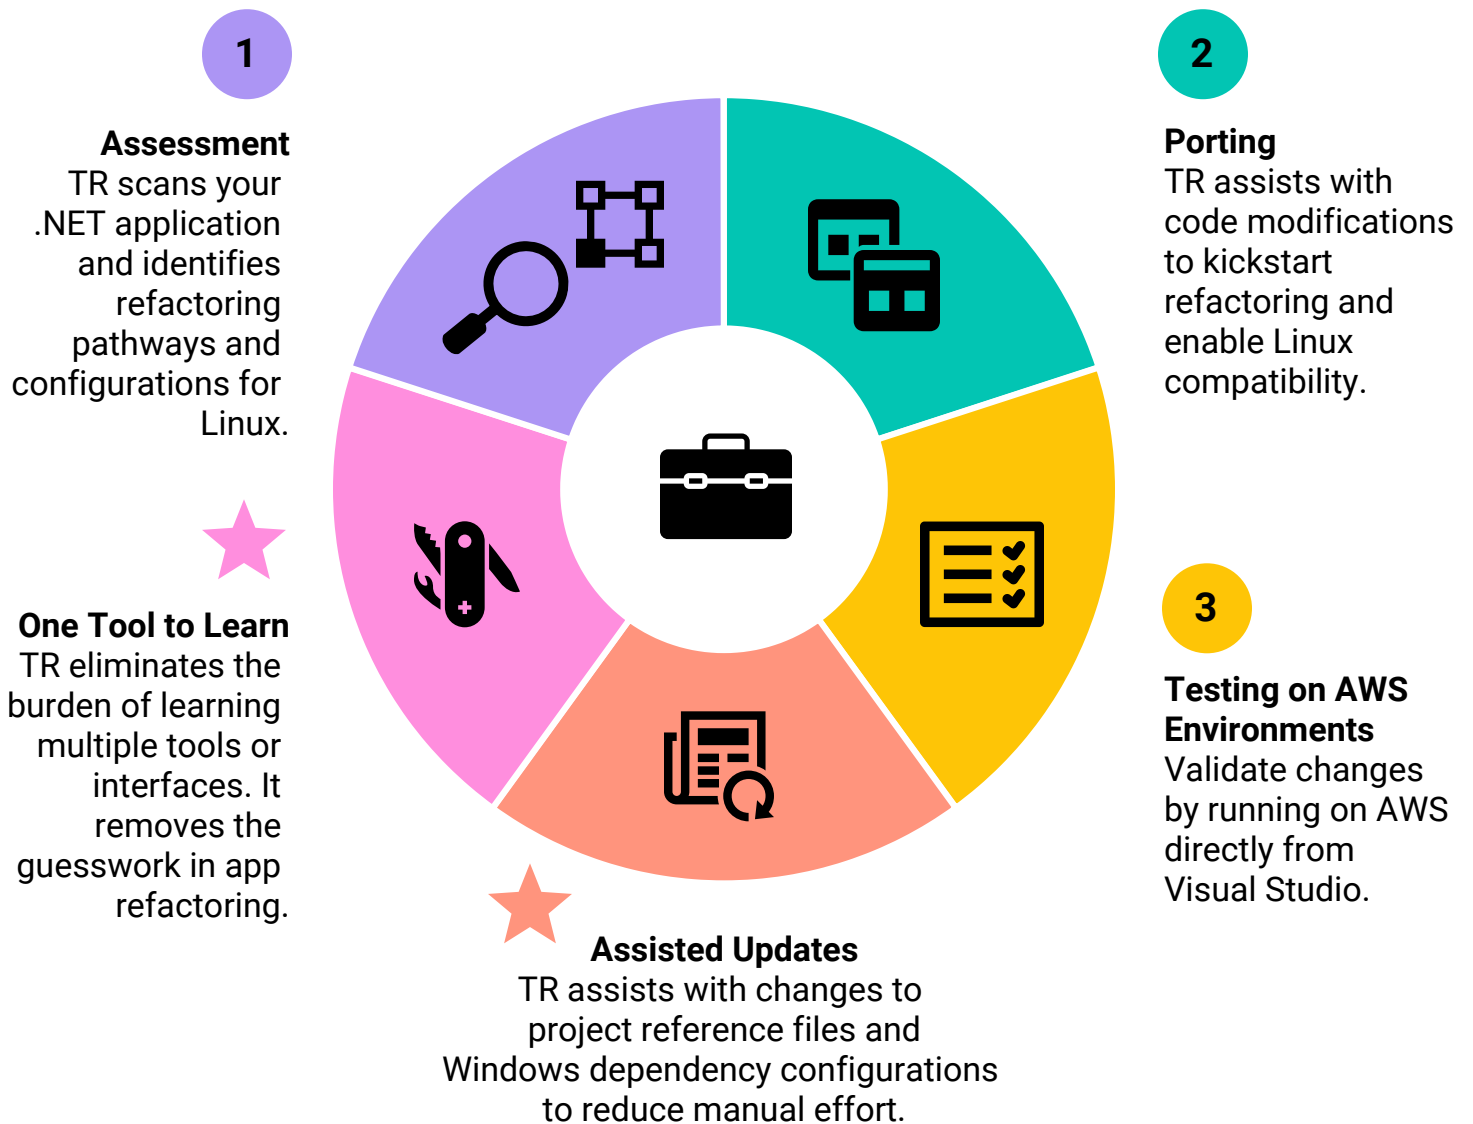 1
Assessment
TR scans your
.NET application
and identifies
refactoring
pathways and
configurations for
Linux.
2
Porting
TR assists with
code modifications
to kickstart
refactoring and
enable Linux
compatibility.
3
Testing on AWS
Environments
Validate changes
by running on AWS
directly from
Visual Studio.
Assisted Updates
TR assists with changes to
project reference files and
Windows dependency configurations
to reduce manual effort.
One Tool to Learn
TR eliminates the
burden of learning
multiple tools or
interfaces. It
removes the
guesswork in app
refactoring.